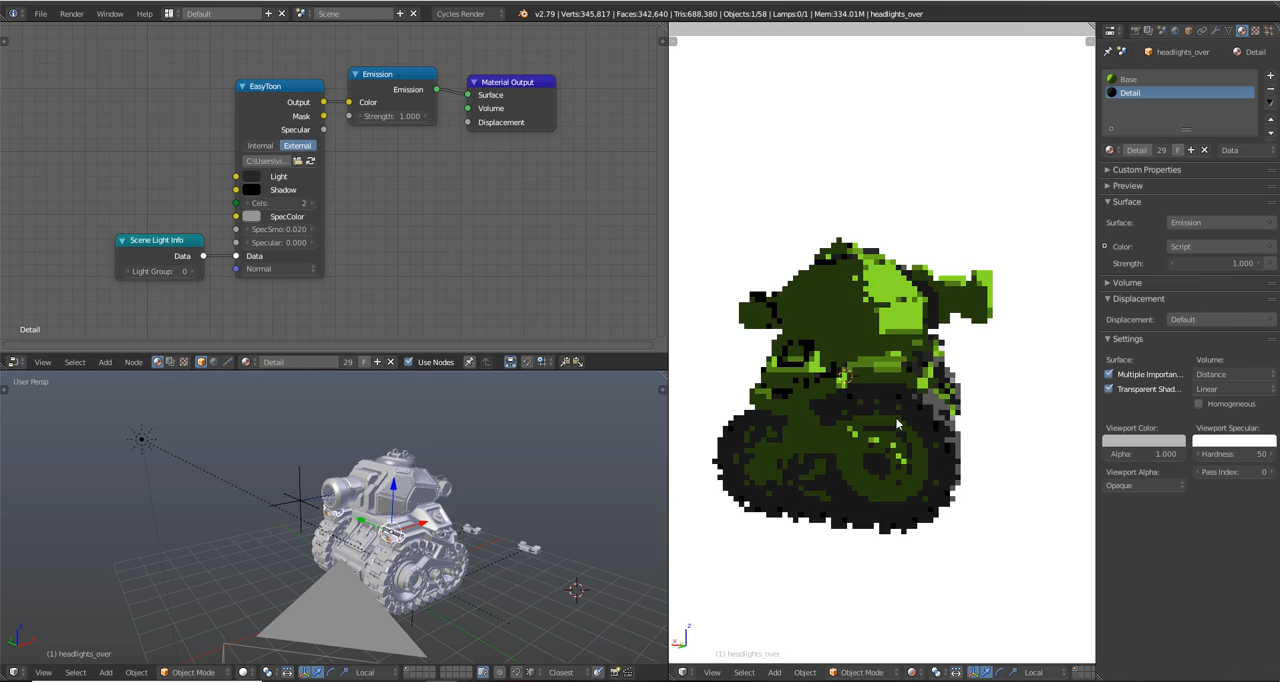 File Render Window Help Default Scene Cycles Render v2.79 | Verts:345,817 | Faces:342,640 | Tris:688,380 | Objects:1/58 | Lamps:0/1 | Mem:334.01M | headlights_over
EasyToon
Output
Mask
Specular
Internal External
C:\Users\vi...
Light
Shadow
Cels: 2
SpecColor
SpecSmo: 0.020
Specular: 0.000
Data
Normal
Emission
Emission
Color
Strength: 1.000
Material Output
Surface
Volume
Displacement
Scene Light Info
Data
Light Group: 0
Detail
View Select Add Node Detail 29 F Use Nodes
User Persp
(1) headlights_over
View Select Add Object Object Mode Local Closest
(1) headlights_over
View Select Add Object Object Mode Local
headlights_over Detail
Base
Detail
Detail 29 F Data
Custom Properties
Preview
Surface
Surface: Emission
Color: Script
Strength: 1.000
Volume
Displacement
Displacement: Default
Settings
Surface: Volume:
Multiple Importan... Distance
Transparent Shad... Linear
Homogeneous
Viewport Color: Viewport Specular:
Alpha: 1.000 Hardness: 50
Viewport Alpha: Pass Index: 0
Opaque